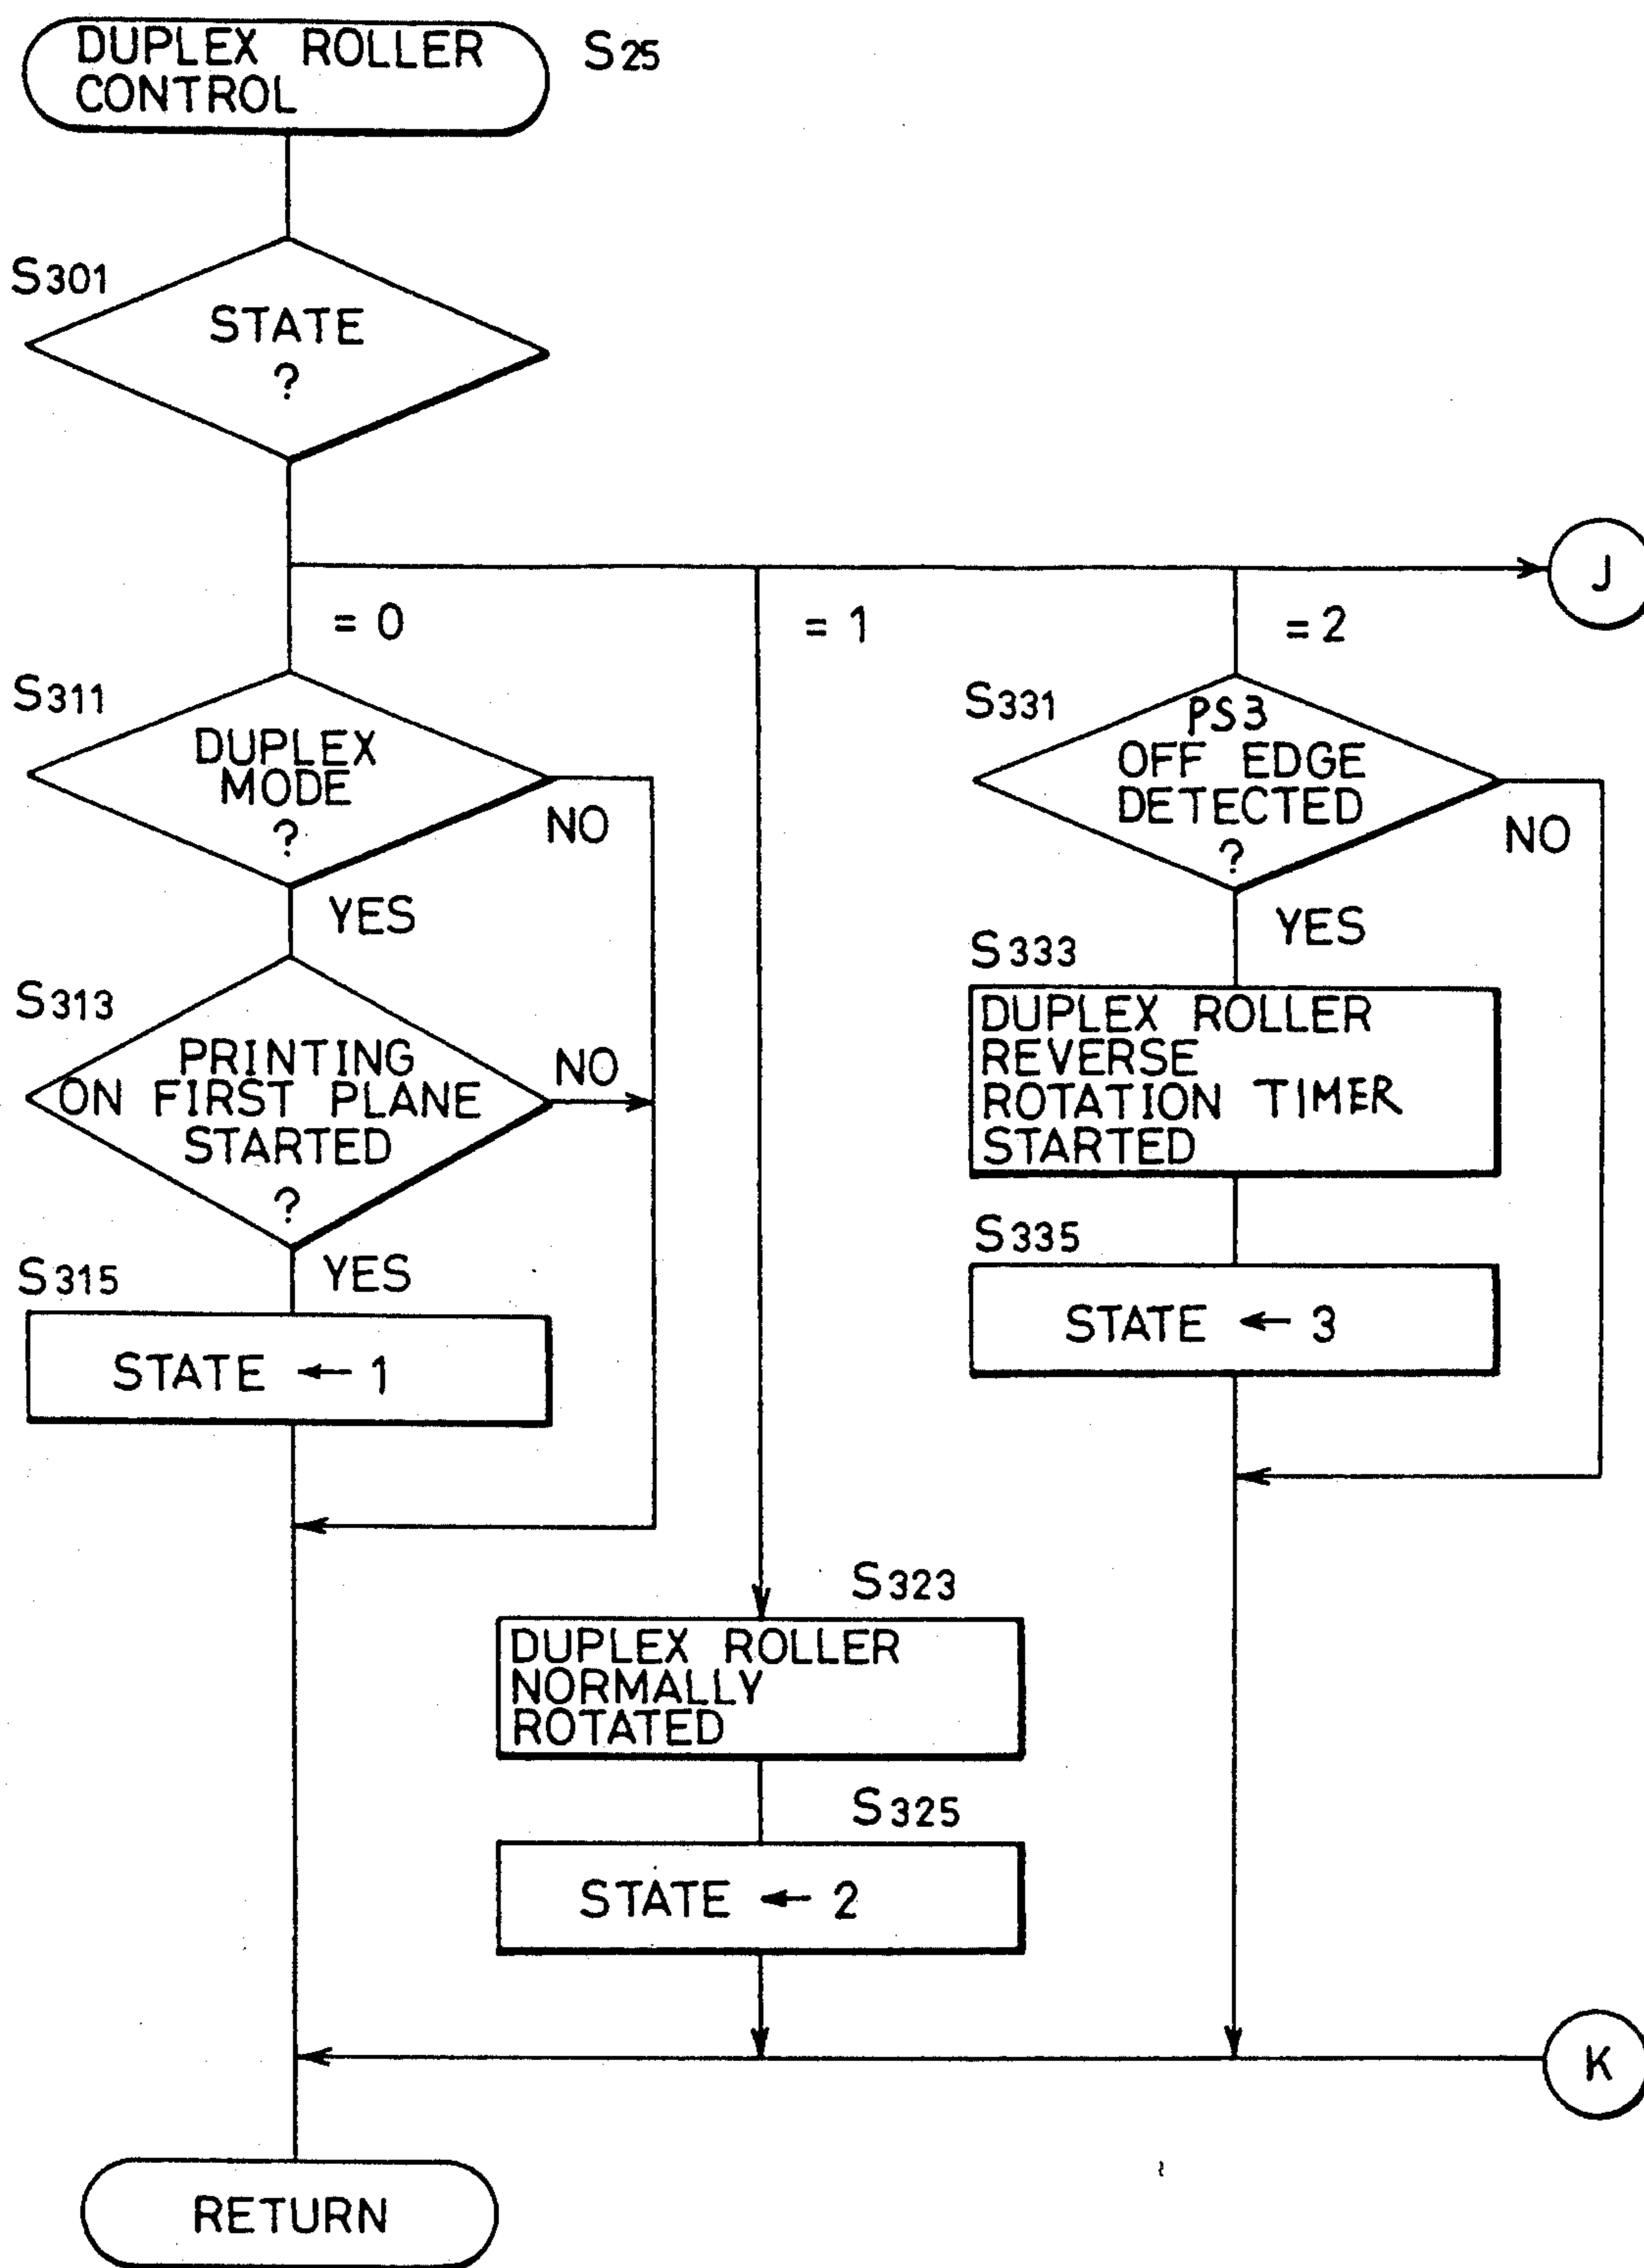 DUPLEX ROLLER
CONTROL
S25
S301
STATE
?
J
= 0
= 1
= 2
S311
DUPLEX
MODE
?
NO
YES
S313
PRINTING
ON FIRST PLANE
STARTED
?
NO
YES
S315
STATE ← 1
S323
DUPLEX ROLLER
NORMALLY
ROTATED
S325
STATE ← 2
S331
PS3
OFF EDGE
DETECTED
?
NO
YES
S333
DUPLEX ROLLER
REVERSE
ROTATION TIMER
STARTED
S335
STATE ← 3
K
RETURN